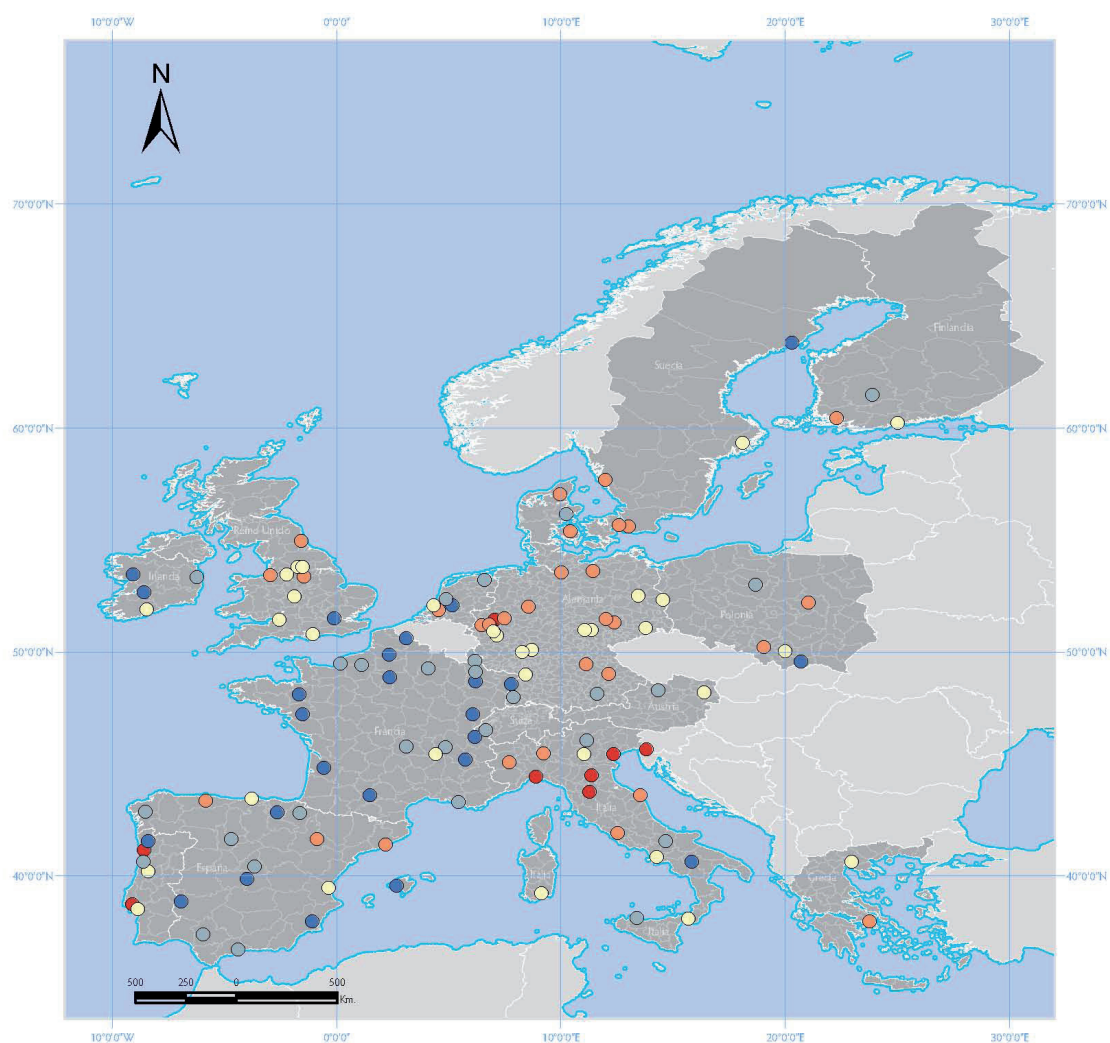 10°0'0"W 0°0'0" 10°0'0"E 20°0'0"E 30°0'0"E
N
70°0'0"N 70°0'0"N
Finlandia
Suecia
60°0'0"N 60°0'0"N
Reino Unido
Irlanda
Alemania
Polonia
50°0'0"N 50°0'0"N
Austria
Suiza
Francia
Italia
España
Italia
40°0'0"N 40°0'0"N
Grecia
Italia
500 250 0 500
Km.
10°0'0"W 0°0'0" 10°0'0"E 20°0'0"E 30°0'0"E